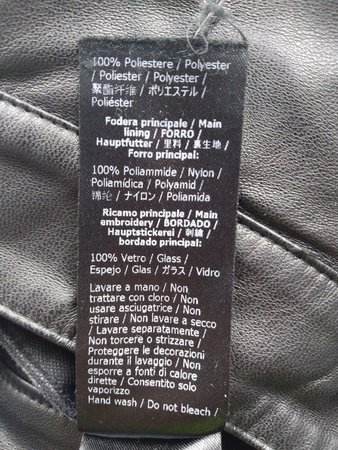 100% Poliestere / Polyester
/ Poliester / Polyester /
聚酯纤维 / ポリエステル /
Poliéster
Fodera principale / Main
lining / FORRO /
Hauptfutter / 里料 / 裏生地 /
Forro principal:
100% Poliammide / Nylon /
Poliamídica / Polyamid /
锦纶 / ナイロン / Poliamida
Ricamo principale / Main
embroidery / BORDADO /
Hauptstickerei / 刺繍 /
bordado principal:
100% Vetro / Glass /
Espejo / Glas / ガラス / Vidro
Lavare a mano / Non
trattare con cloro / Non
usare asciugatrice / Non
stirare / Non lavare a secco
/ Lavare separatamente /
Non torcere o strizzare /
Proteggere le decorazioni
durante il lavaggio / Non
esporre a fonti di calore
dirette / Consentito solo
vaporizzo
Hand wash / Do not bleach /